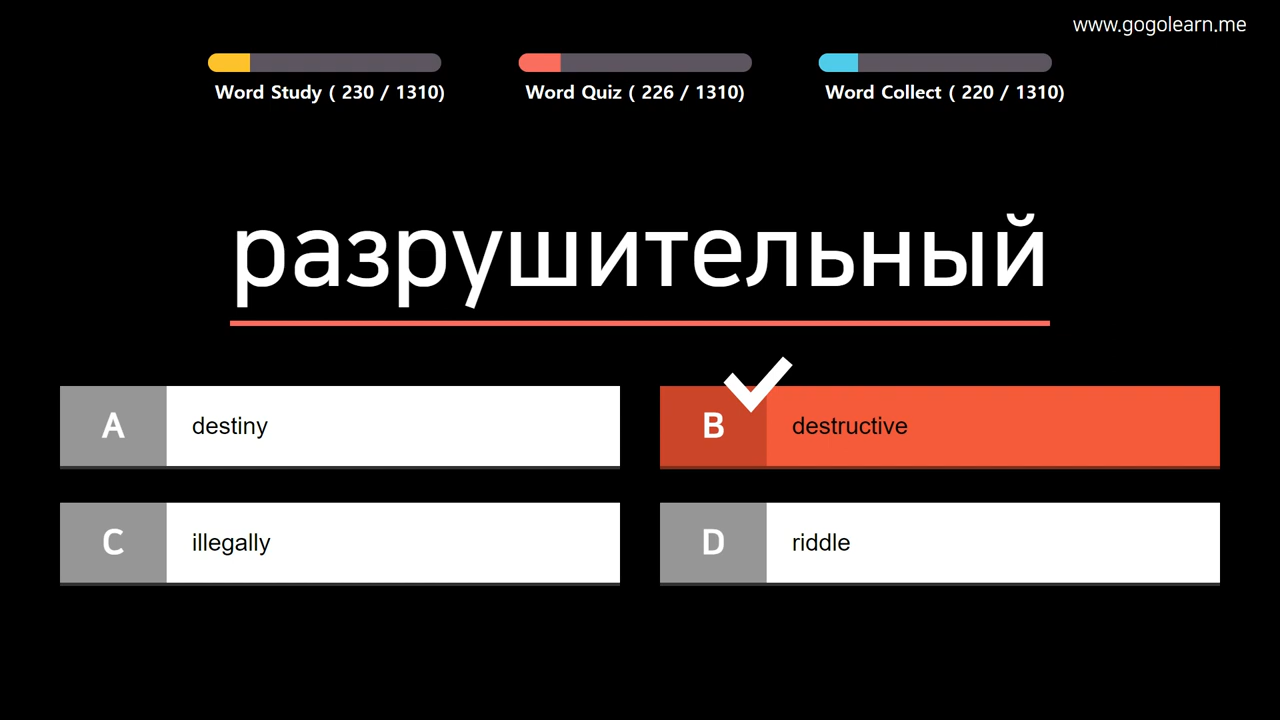 www.gogolearn.me
Word Study ( 230 / 1310)
Word Quiz ( 226 / 1310)
Word Collect ( 220 / 1310)
разрушительный
A destiny
B destructive
C illegally
D riddle